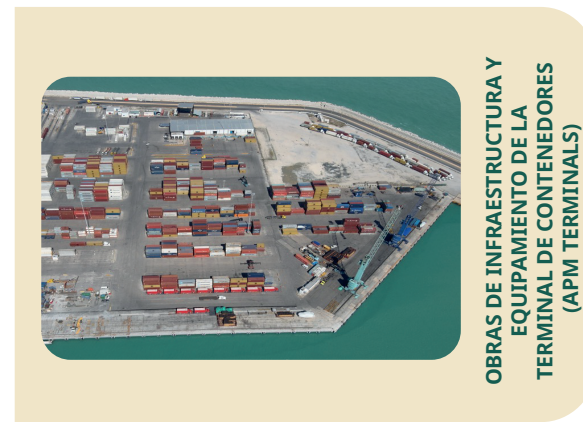 OBRAS DE INFRAESTRUCTURA Y
EQUIPAMIENTO DE LA
TERMINAL DE CONTENEDORES
(APM TERMINALS)